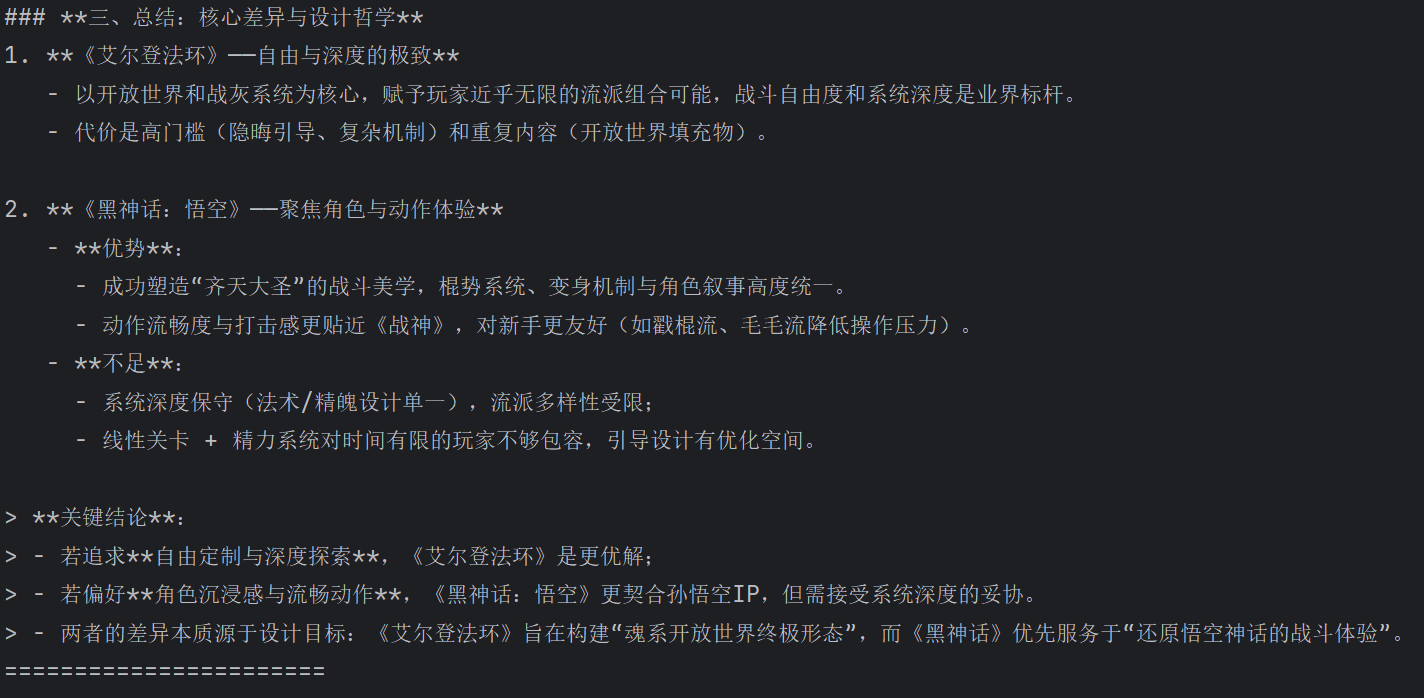 ### **三、总结：核心差异与设计哲学**
1. **《艾尔登法环》——自由与深度的极致**
   - 以开放世界和战灰系统为核心，赋予玩家近乎无限的流派组合可能，战斗自由度和系统深度是业界标杆。
   - 代价是高门槛（隐晦引导、复杂机制）和重复内容（开放世界填充物）。
2. **《黑神话：悟空》——聚焦角色与动作体验**
   - **优势**：
     - 成功塑造“齐天大圣”的战斗美学，棍势系统、变身机制与角色叙事高度统一。
     - 动作流畅度与打击感更贴近《战神》，对新手更友好（如戳棍流、毛毛流降低操作压力）。
   - **不足**：
     - 系统深度保守（法术/精魄设计单一），流派多样性受限；
     - 线性关卡 + 精力系统对时间有限的玩家不够包容，引导设计有优化空间。
> **关键结论**：
> - 若追求**自由定制与深度探索**，《艾尔登法环》是更优解；
> - 若偏好**角色沉浸感与流畅动作**，《黑神话：悟空》更契合孙悟空IP，但需接受系统深度的妥协。
> - 两者的差异本质源于设计目标：《艾尔登法环》旨在构建“魂系开放世界终极形态”，而《黑神话》优先服务于“还原悟空神话的战斗体验”。
=======================